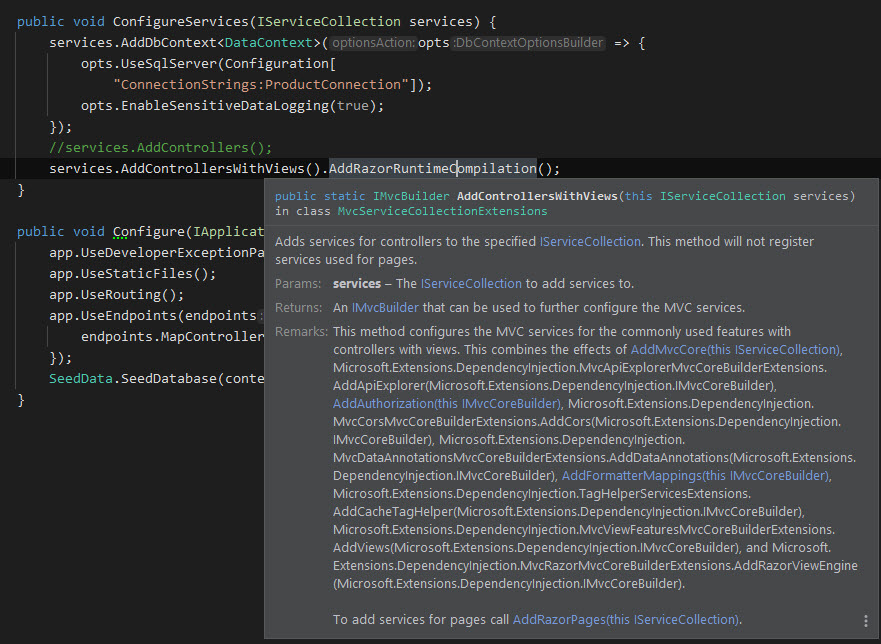 public void ConfigureServices(IServiceCollection services) {
services.AddDbContext<DataContext>(optionsAction: opts :DbContextOptionsBuilder => {
opts.UseSqlServer(Configuration[
"ConnectionStrings:ProductConnection"]);
opts.EnableSensitiveDataLogging(true);
});
//services.AddControllers();
services.AddControllersWithViews().AddRazorRuntimeCompilation();
}
public void Configure(IApplicat
app.UseDeveloperExceptionPa
app.UseStaticFiles();
app.UseRouting();
app.UseEndpoints(endpoints :
endpoints.MapController
});
SeedData.SeedDatabase(conte
}
public static IMvcBuilder AddControllersWithViews(this IServiceCollection services)
in class MvcServiceCollectionExtensions
Adds services for controllers to the specified IServiceCollection. This method will not register
services used for pages.
Params: services – The IServiceCollection to add services to.
Returns: An IMvcBuilder that can be used to further configure the MVC services.
Remarks: This method configures the MVC services for the commonly used features with
controllers with views. This combines the effects of AddMvcCore(this IServiceCollection),
Microsoft.Extensions.DependencyInjection.MvcApiExplorerMvcCoreBuilderExtensions.
AddApiExplorer(Microsoft.Extensions.DependencyInjection.IMvcCoreBuilder),
AddAuthorization(this IMvcCoreBuilder), Microsoft.Extensions.DependencyInjection.
MvcCorsMvcCoreBuilderExtensions.AddCors(Microsoft.Extensions.DependencyInjection.
IMvcCoreBuilder), Microsoft.Extensions.DependencyInjection.
MvcDataAnnotationsMvcCoreBuilderExtensions.AddDataAnnotations(Microsoft.Extensions.
DependencyInjection.IMvcCoreBuilder), AddFormatterMappings(this IMvcCoreBuilder),
Microsoft.Extensions.DependencyInjection.TagHelperServicesExtensions.
AddCacheTagHelper(Microsoft.Extensions.DependencyInjection.IMvcCoreBuilder),
Microsoft.Extensions.DependencyInjection.MvcViewFeaturesMvcCoreBuilderExtensions.
AddViews(Microsoft.Extensions.DependencyInjection.IMvcCoreBuilder), and Microsoft.
Extensions.DependencyInjection.MvcRazorMvcCoreBuilderExtensions.AddRazorViewEngine
(Microsoft.Extensions.DependencyInjection.IMvcCoreBuilder).
To add services for pages call AddRazorPages(this IServiceCollection).